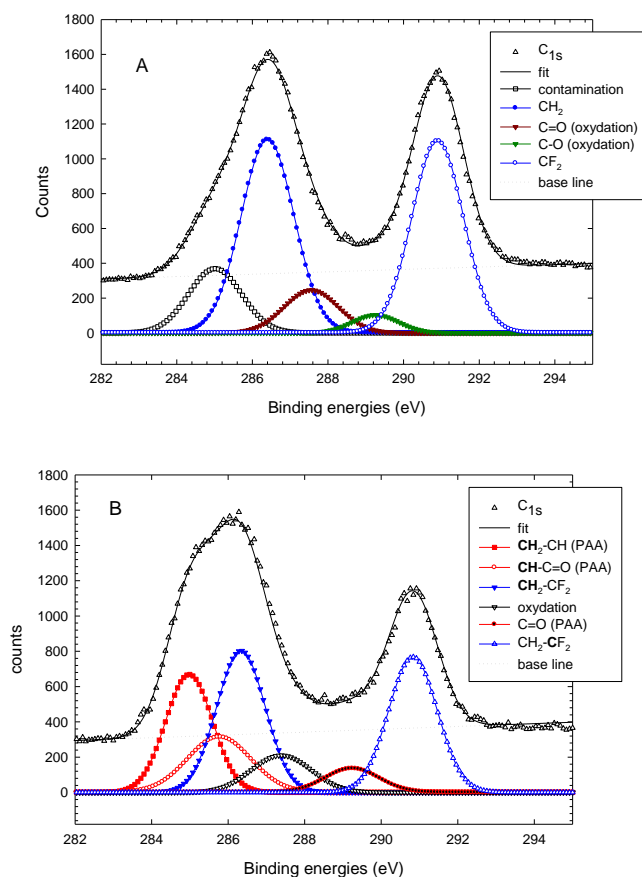 A
1800
1600
1400
1200
1000
800
600
400
200
0
Counts
282 284 286 288 290 292 294
Binding energies (eV)
C1s
fit
contamination
CH2
C=O (oxydation)
C-O (oxydation)
CF2
base line
B
1800
1600
1400
1200
1000
800
600
400
200
0
counts
282 284 286 288 290 292 294
Binding energies (eV)
C1s
fit
CH2-CH (PAA)
CH-C=O (PAA)
CH2-CF2
oxydation
C=O (PAA)
CH2-CF2
base line